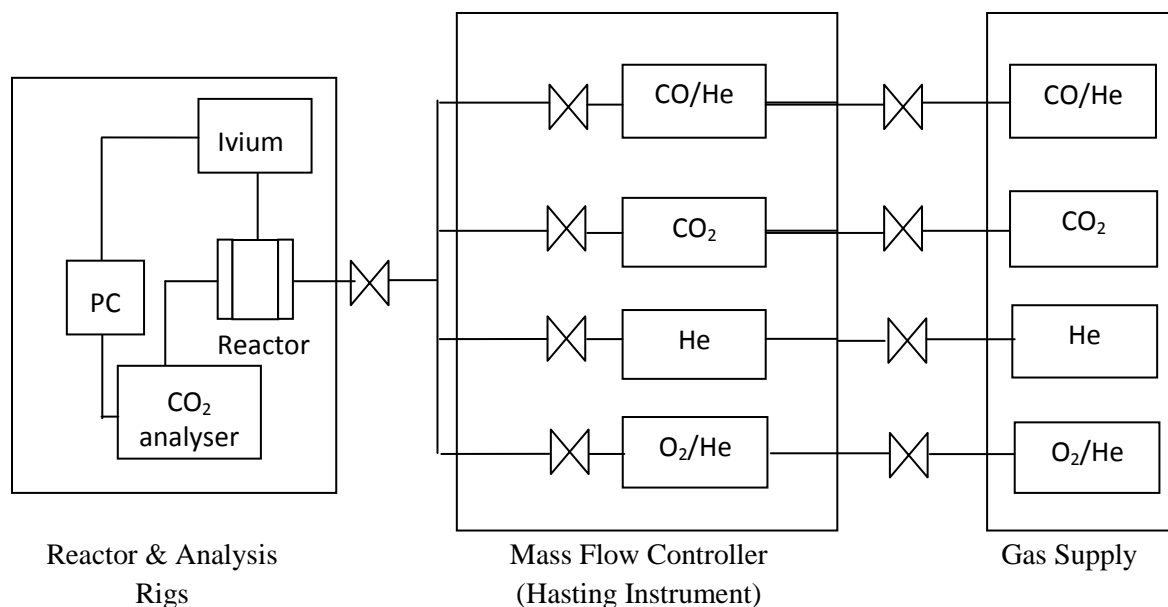 Ivium
PC
Reactor
CO₂
analyser
CO/He
CO₂
He
O₂/He
CO/He
CO₂
He
O₂/He
Reactor & Analysis
Rigs
Mass Flow Controller
(Hasting Instrument)
Gas Supply